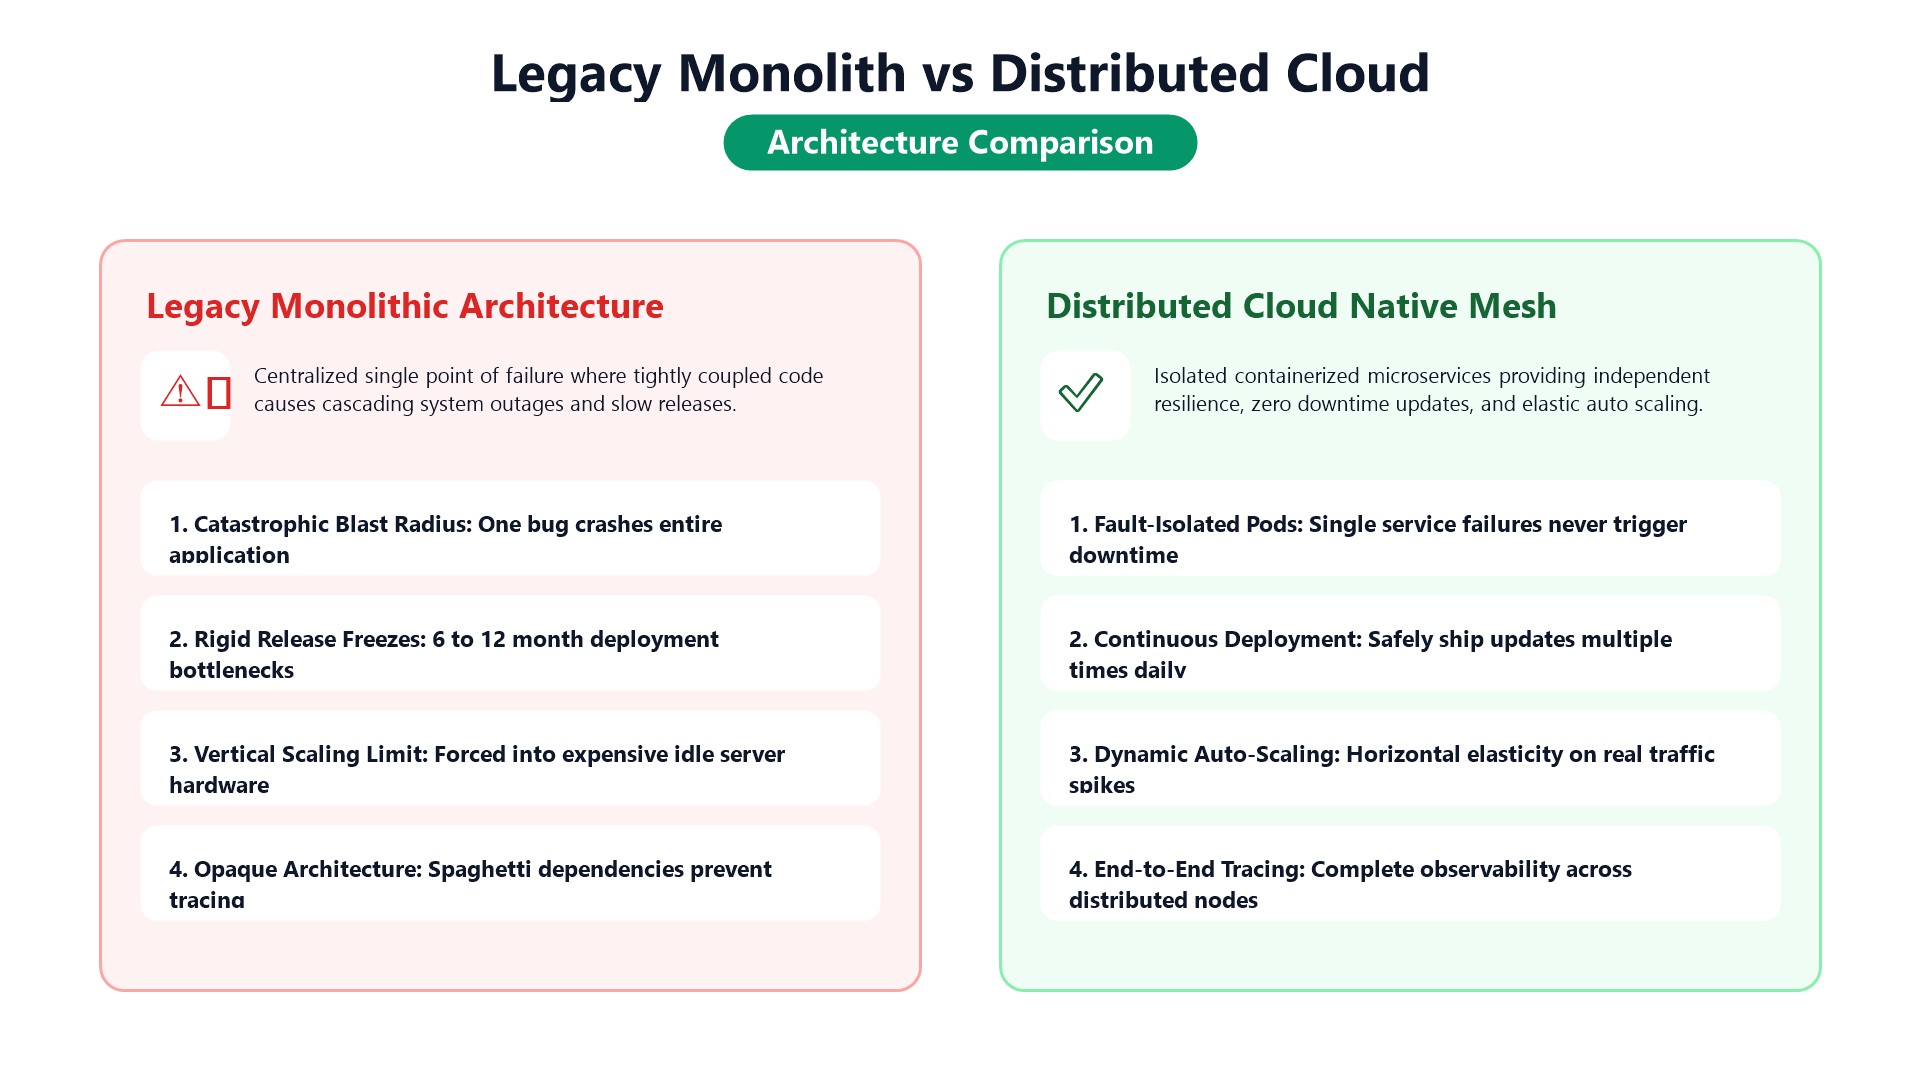 Legacy Monolith vs Distributed Cloud
Architecture Comparison
Legacy Monolithic Architecture
Centralized single point of failure where tightly coupled code
causes cascading system outages and slow releases.
1. Catastrophic Blast Radius: One bug crashes entire
application
2. Rigid Release Freezes: 6 to 12 month deployment
bottlenecks
3. Vertical Scaling Limit: Forced into expensive idle server
hardware
4. Opaque Architecture: Spaghetti dependencies prevent
tracing
Distributed Cloud Native Mesh
Isolated containerized microservices providing independent
resilience, zero downtime updates, and elastic auto scaling.
1. Fault-Isolated Pods: Single service failures never trigger
downtime
2. Continuous Deployment: Safely ship updates multiple
times daily
3. Dynamic Auto-Scaling: Horizontal elasticity on real traffic
spikes
4. End-to-End Tracing: Complete observability across
distributed nodes